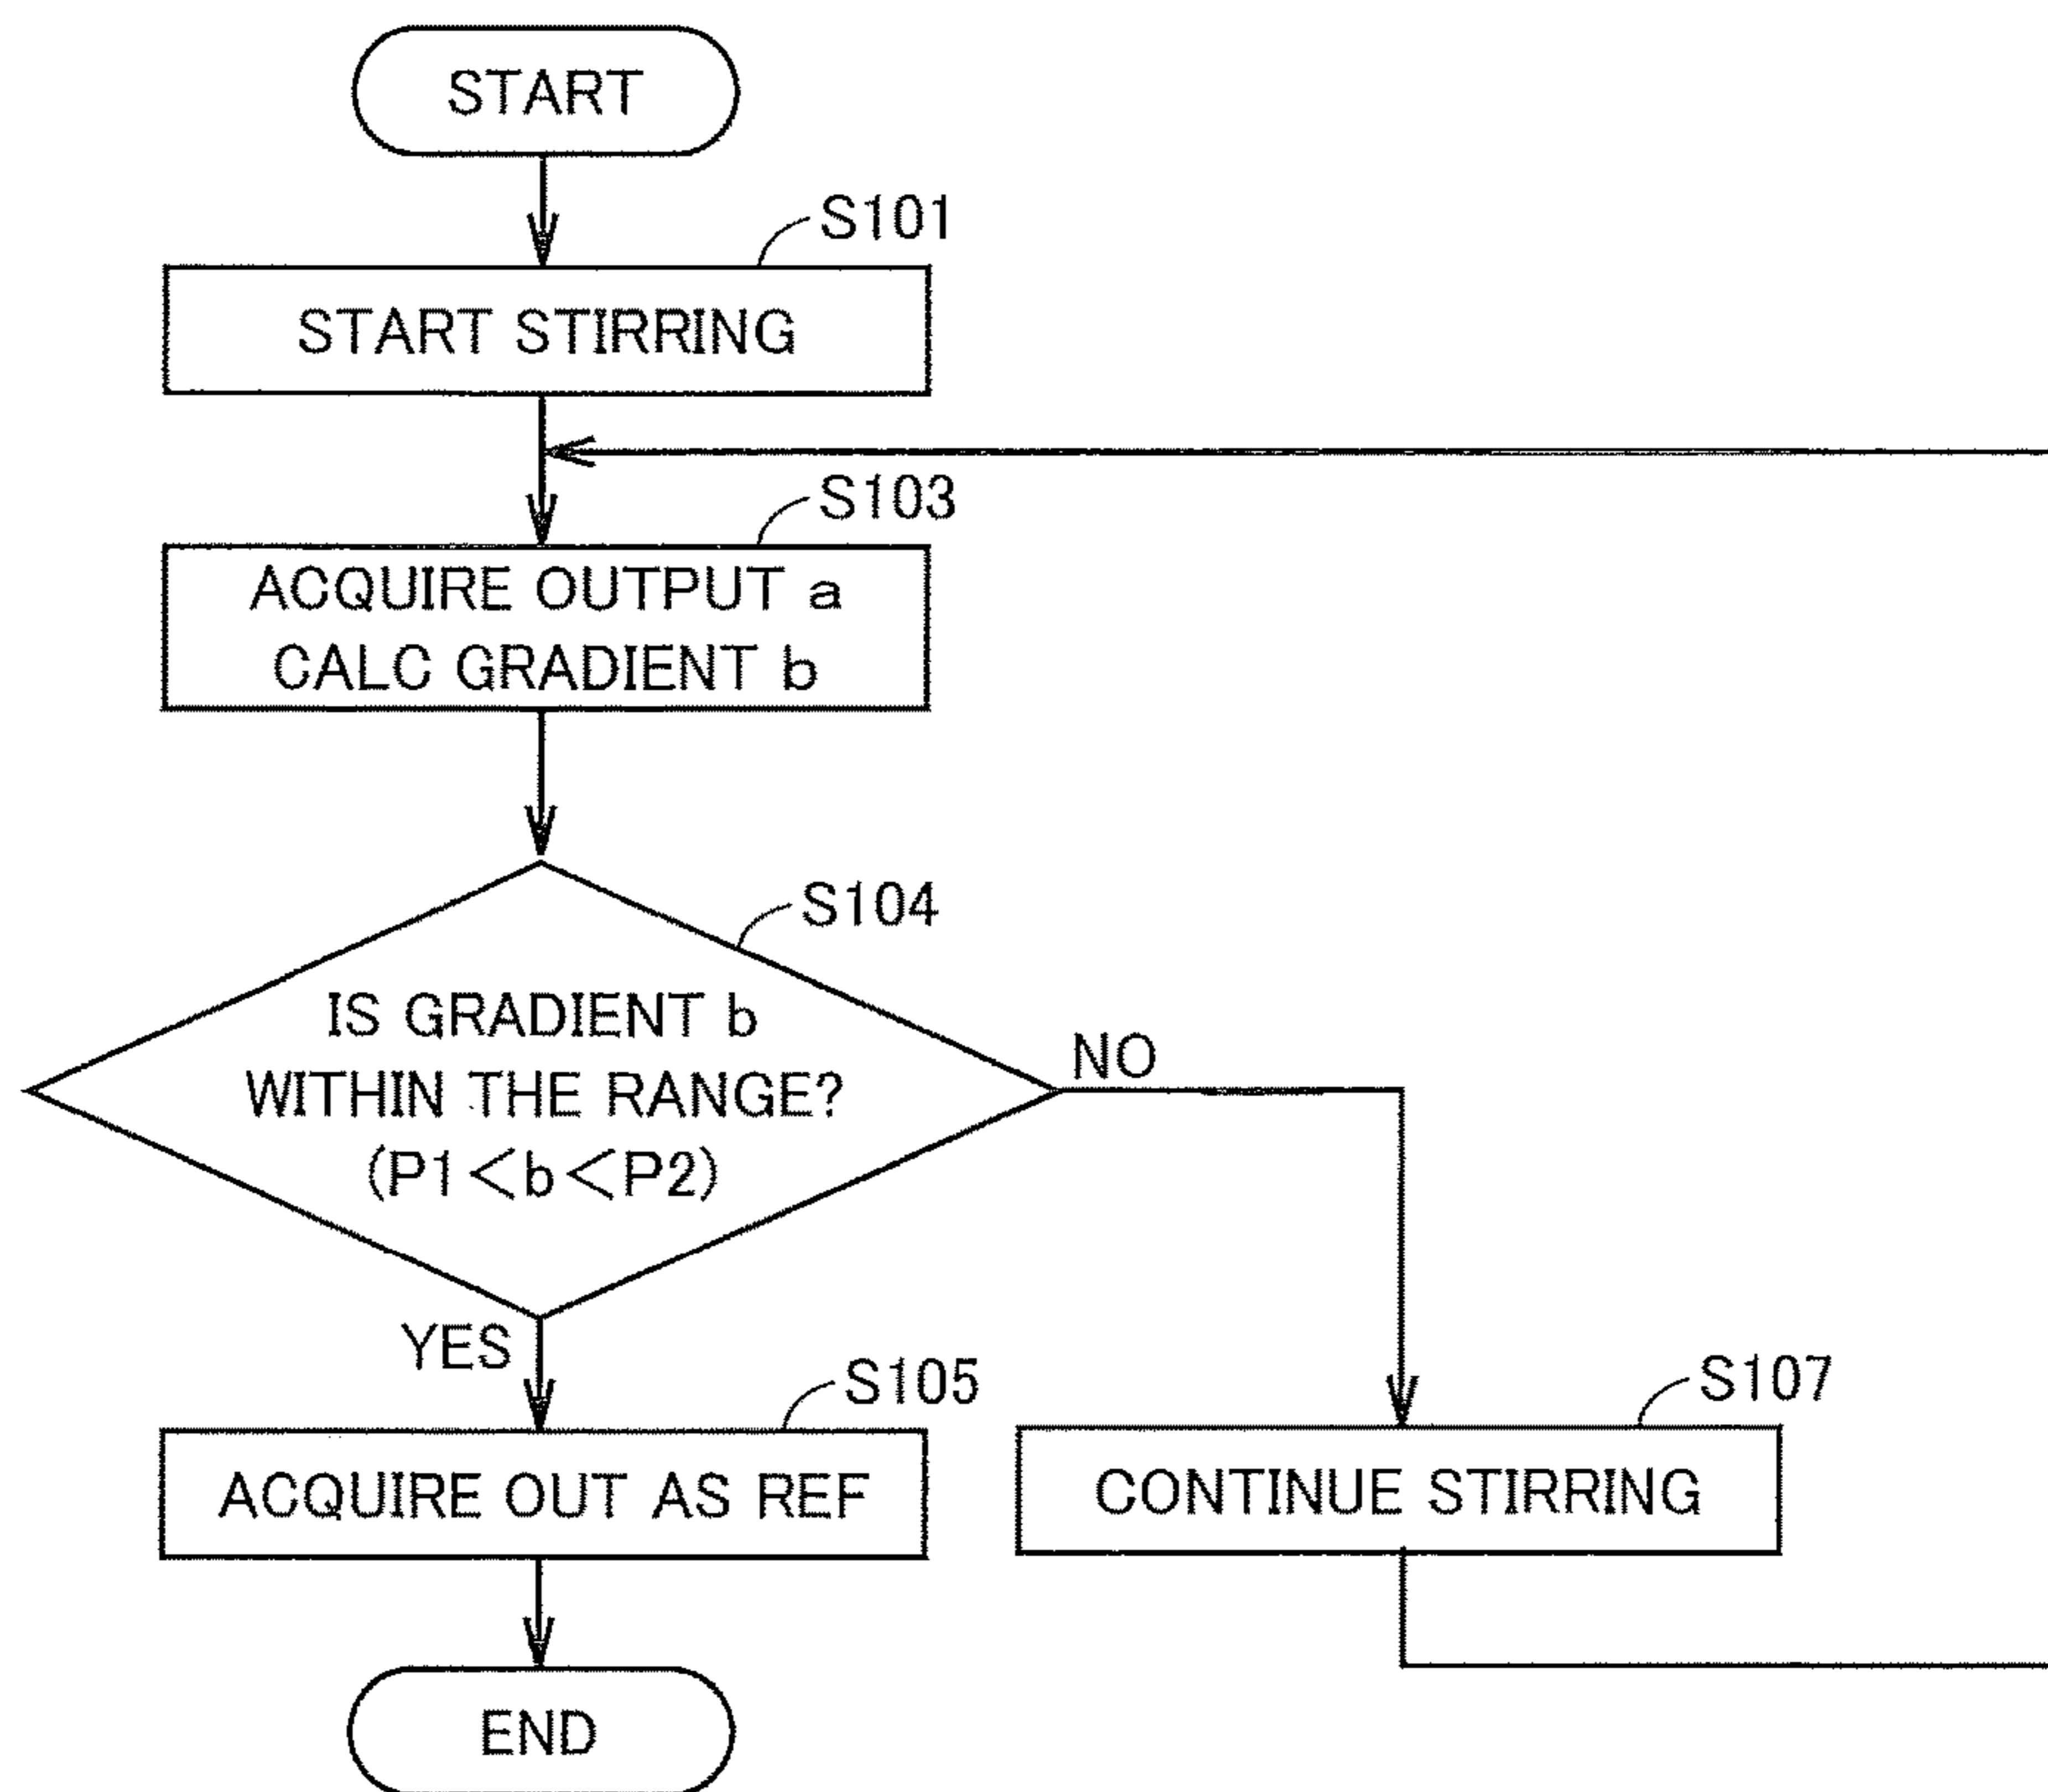 START
S101
START STIRRING
S103
ACQUIRE OUTPUT a
CALC GRADIENT b
S104
IS GRADIENT b
WITHIN THE RANGE?
(P1<b<P2)
NO
YES
S105
ACQUIRE OUT AS REF
S107
CONTINUE STIRRING
END